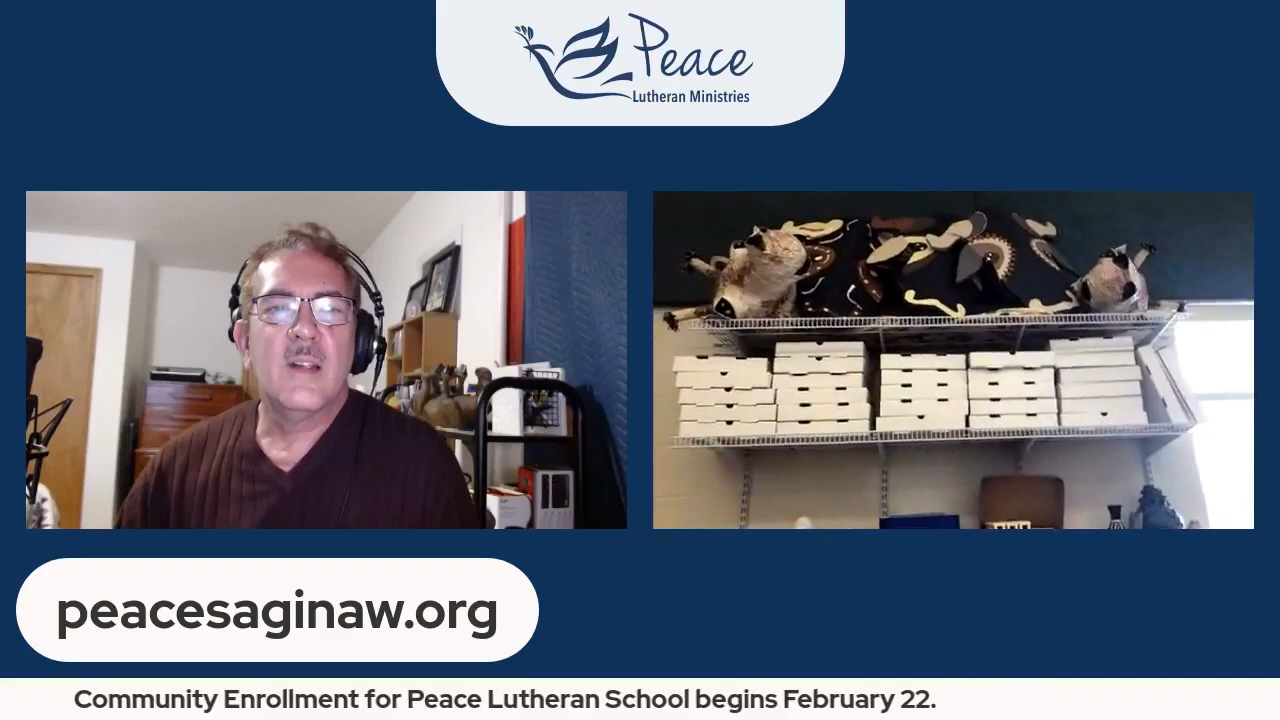 Peace
Lutheran Ministries
peacesaginaw.org
Community Enrollment for Peace Lutheran School begins February 22.